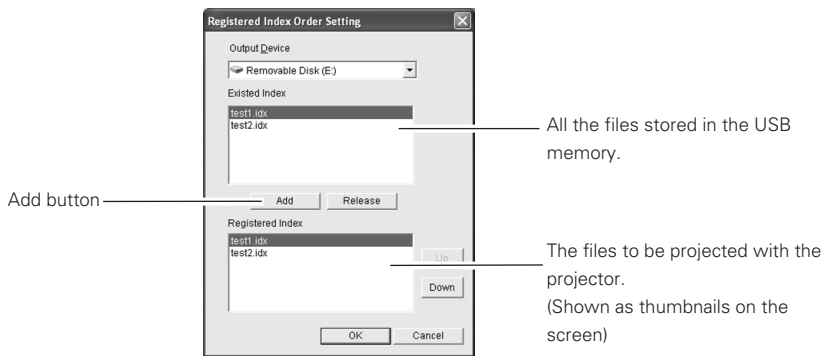 Registered Index Order Setting
Output Device
Removable Disk (E:)
Existed Index
test1.idx
test2.idx
All the files stored in the USB
memory.
Add button
Add
Release
Registered Index
test1.idx
test2.idx
Up
Down
The files to be projected with the
projector.
(Shown as thumbnails on the
screen)
OK
Cancel